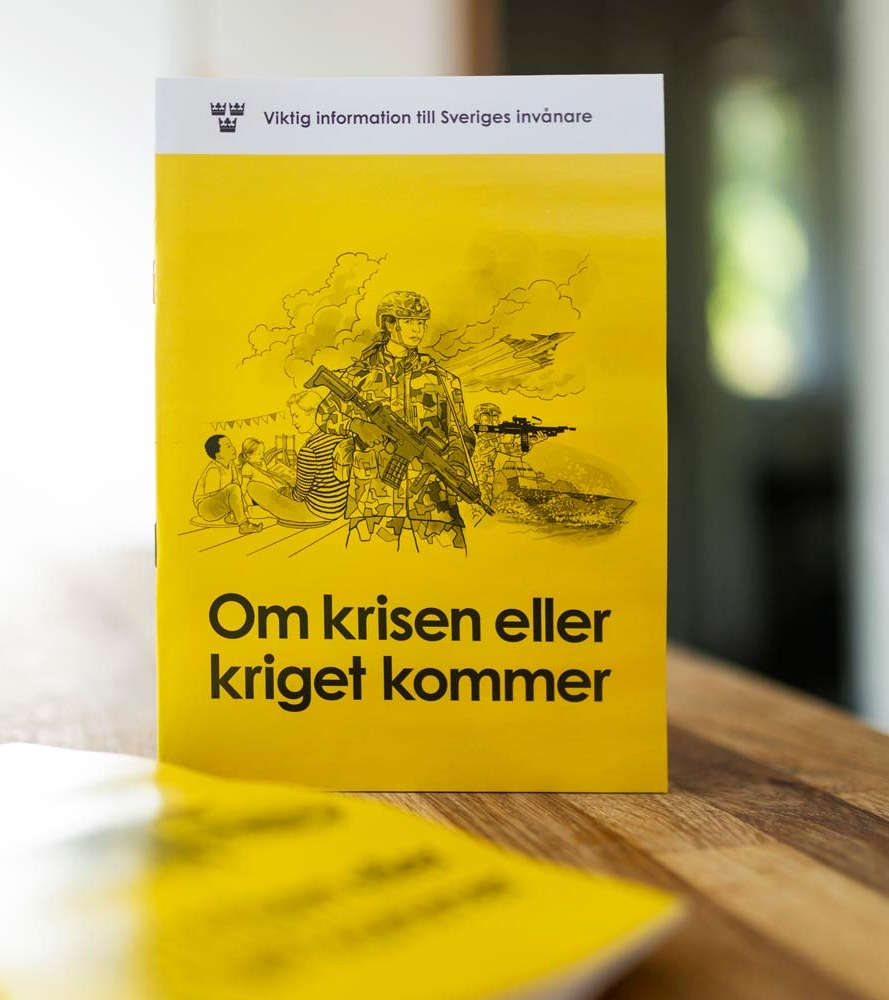 Viktig information till Sveriges invånare
Om krisen eller
kriget kommer